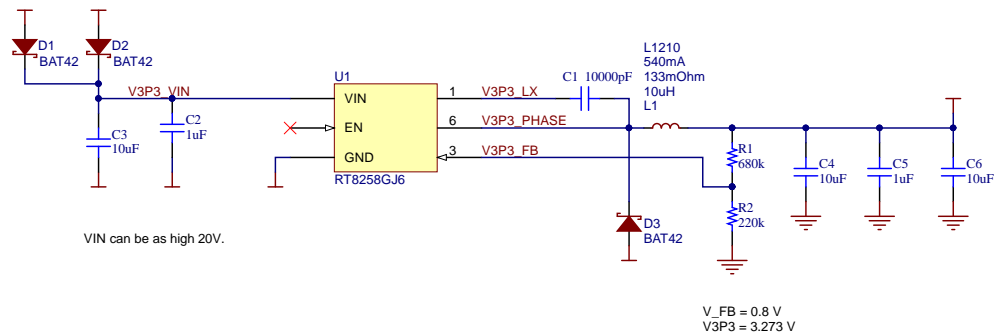 D1
BAT42
D2
BAT42
V3P3_VIN
C3
10uF
C2
1uF
U1
VIN
EN
GND
RT8258GJ6
1
6
3
V3P3_LX
V3P3_PHASE
V3P3_FB
C1 10000pF
L1210
540mA
133mOhm
10uH
L1
R1
680k
R2
220k
D3
BAT42
C4
10uF
C5
1uF
C6
10uF
VIN can be as high 20V.
V_FB = 0.8 V
V3P3 = 3.273 V